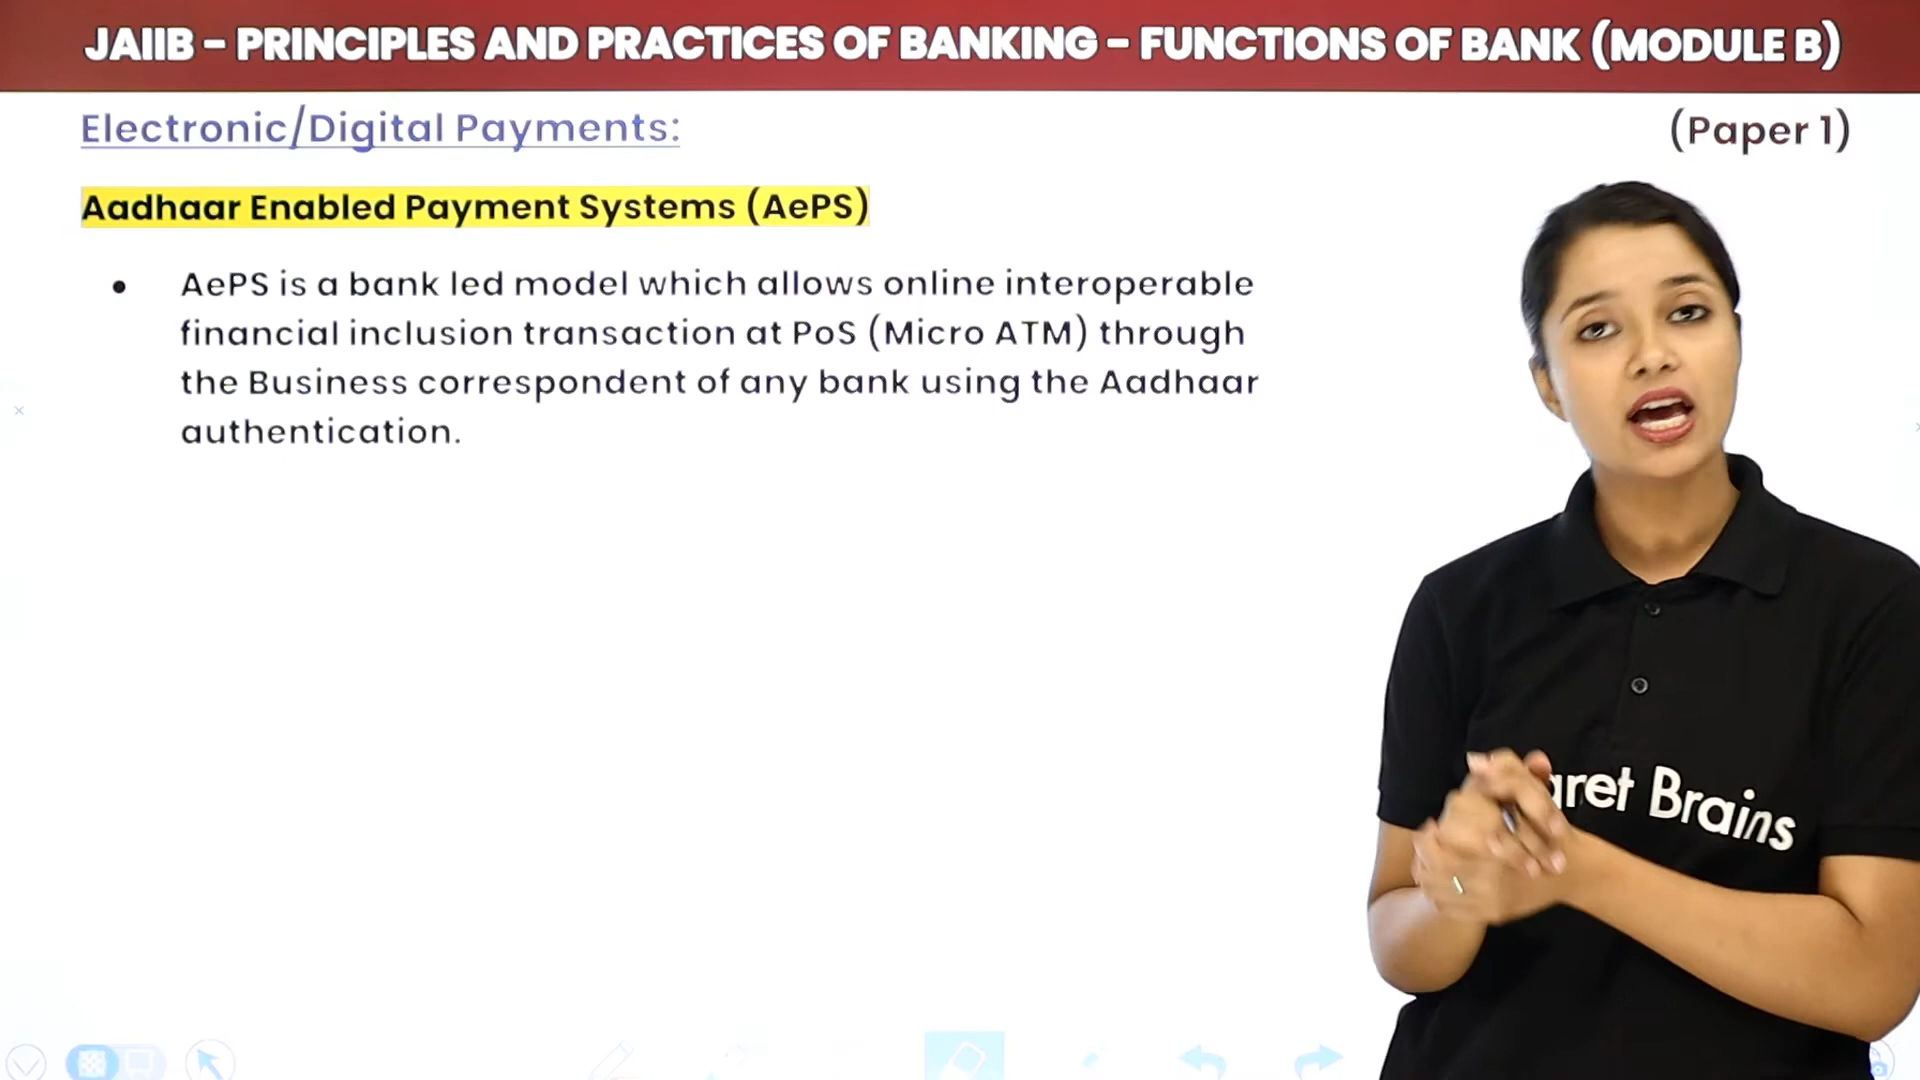 JAIIB – PRINCIPLES AND PRACTICES OF BANKING – FUNCTIONS OF BANK (MODULE B)
Electronic/Digital Payments:
(Paper 1)
Aadhaar Enabled Payment Systems (AePS)
• AePS is a bank led model which allows online interoperable
financial inclusion transaction at PoS (Micro ATM) through
the Business correspondent of any bank using the Aadhaar
authentication.
Brains